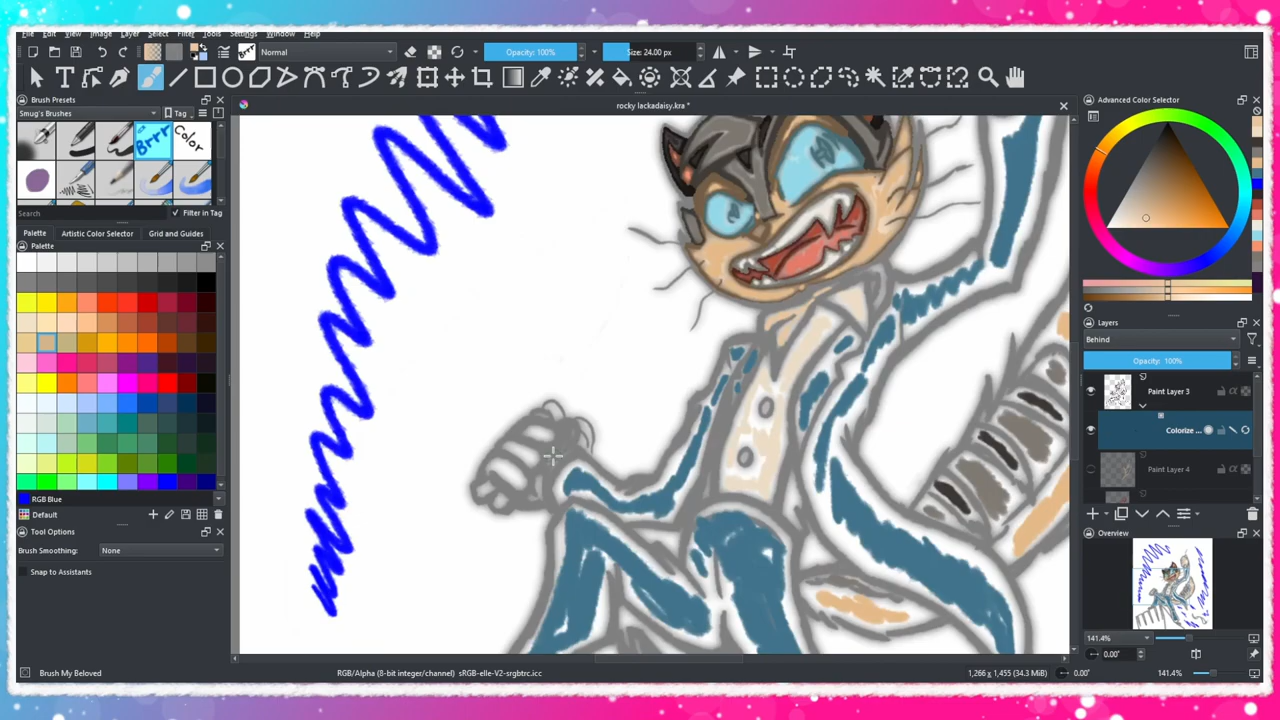 File Edit View Image Layer Select Filter Tools Settings Window Help
Normal
Opacity: 100%
Size: 24.00 px
Brush Presets
rocky lackadaisy.kra *
Advanced Color Selector
Smug's Brushes
Tag
Brrr
Color
Search
Filter in Tag
Palette
Artistic Color Selector
Grid and Guides
Palette
Layers
Behind
Opacity: 100%
Paint Layer 3
Colorize ...
Paint Layer 4
RGB Blue
Default
Tool Options
Overview
Brush Smoothing:
None
Snap to Assistants
141.4%
0.00°
Brush My Beloved
RGB/Alpha (8-bit integer/channel) sRGB-elle-V2-srgbtrc.icc
1,266 x 1,455 (34.3 MiB)
0.00°
141.4%